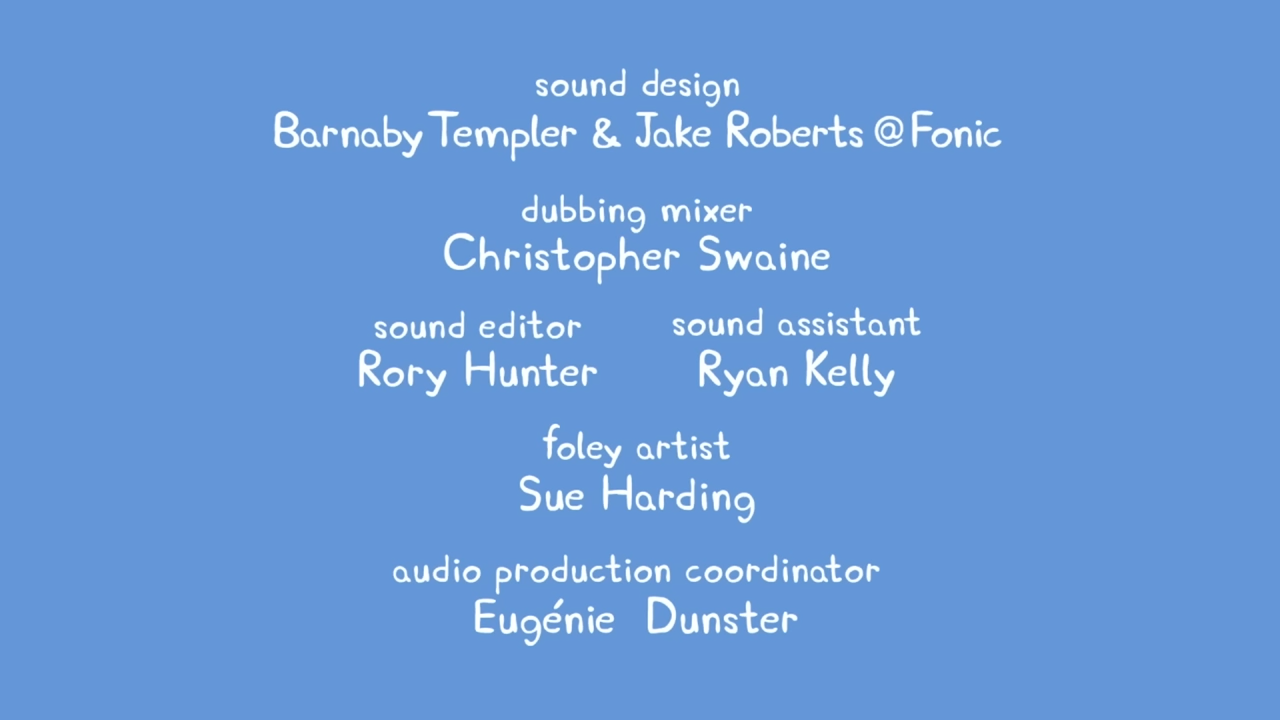 sound design
Barnaby Templer & Jake Roberts @ Fonic
dubbing mixer
Christopher Swaine
sound editor
Rory Hunter
sound assistant
Ryan Kelly
foley artist
Sue Harding
audio production coordinator
Eugénie Dunster